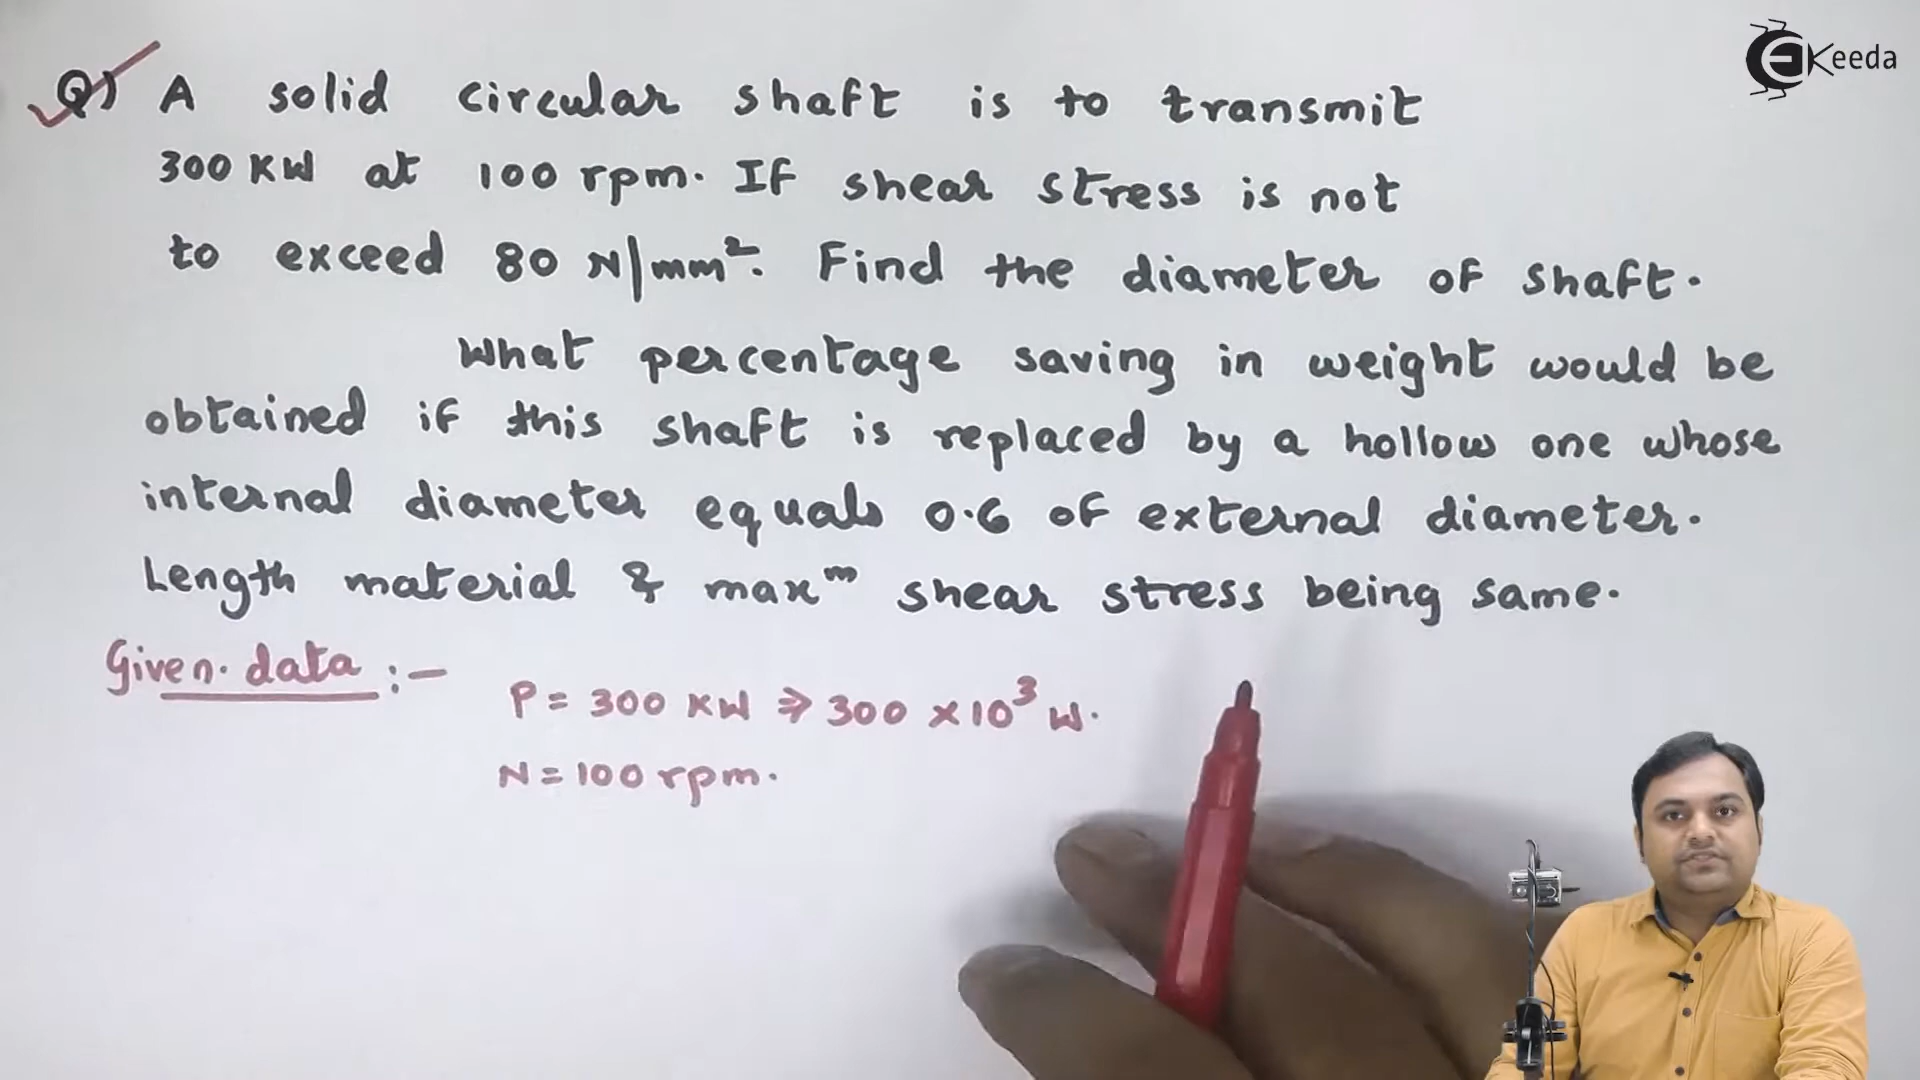 Keeda
Q) A solid circular shaft is to transmit
300 KW at 100 rpm. If shear stress is not
to exceed 80 N/mm². Find the diameter of shaft.
What percentage saving in weight would be
obtained if this shaft is replaced by a hollow one whose
internal diameter equals 0.6 of external diameter.
Length material & maxᵐ shear stress being same.
Given data :-
P = 300 KW ⇒ 300 × 10³ W.
N = 100 rpm.